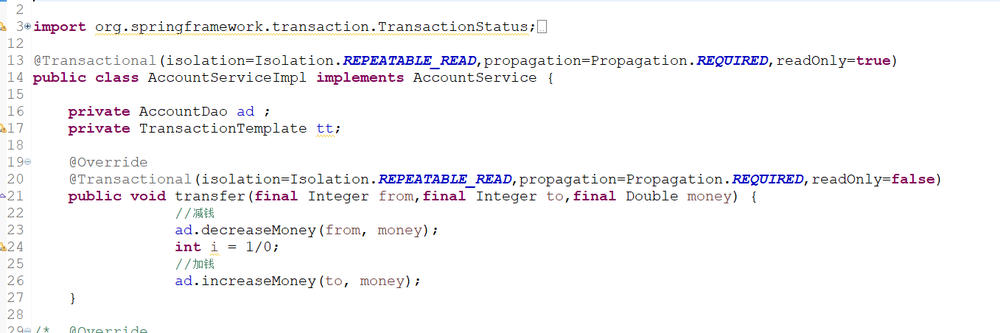 2
3 import org.springframework.transaction.TransactionStatus;
12
13 @Transactional(isolation=Isolation.REPEATABLE_READ,propagation=Propagation.REQUIRED,readOnly=true)
14 public class AccountServiceImpl implements AccountService {
15
16 private AccountDao ad ;
17 private TransactionTemplate tt;
18
19 @Override
20 @Transactional(isolation=Isolation.REPEATABLE_READ,propagation=Propagation.REQUIRED,readOnly=false)
21 public void transfer(final Integer from,final Integer to,final Double money) {
22 //减钱
23 ad.decreaseMoney(from, money);
24 int i = 1/0;
25 //加钱
26 ad.increaseMoney(to, money);
27 }
28
29 /* @Override